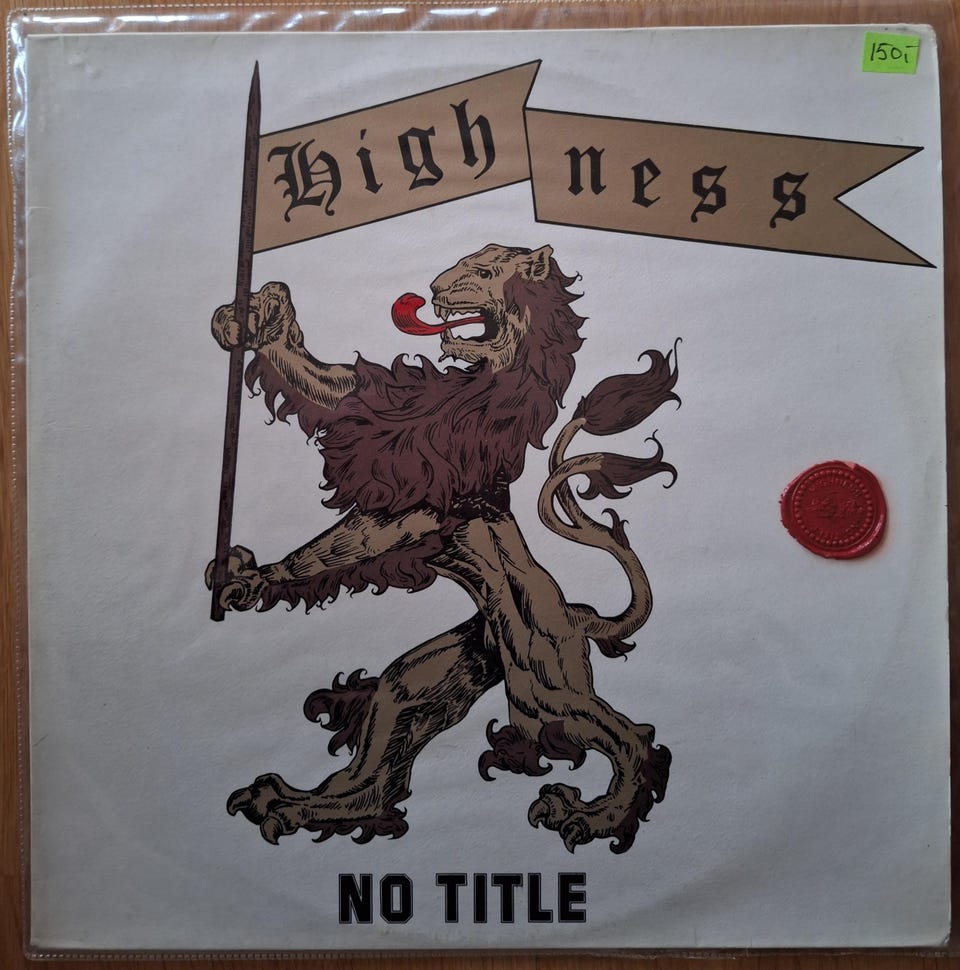 150,-
High ness
NO TITLE